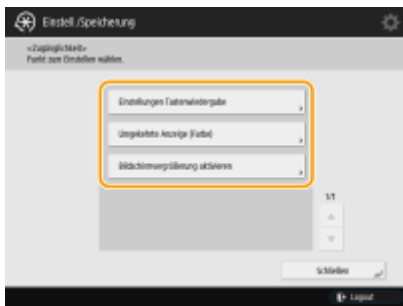 Einstell./Speicherung
<Zugänglichkeit>
Punkt zum Einstellen wählen.
Einstellungen Tastenwiedergabe
Umgekehrte Anzeige (Farbe)
Bildschirmvergrößerung aktivieren
1/1
Schließen
Logout